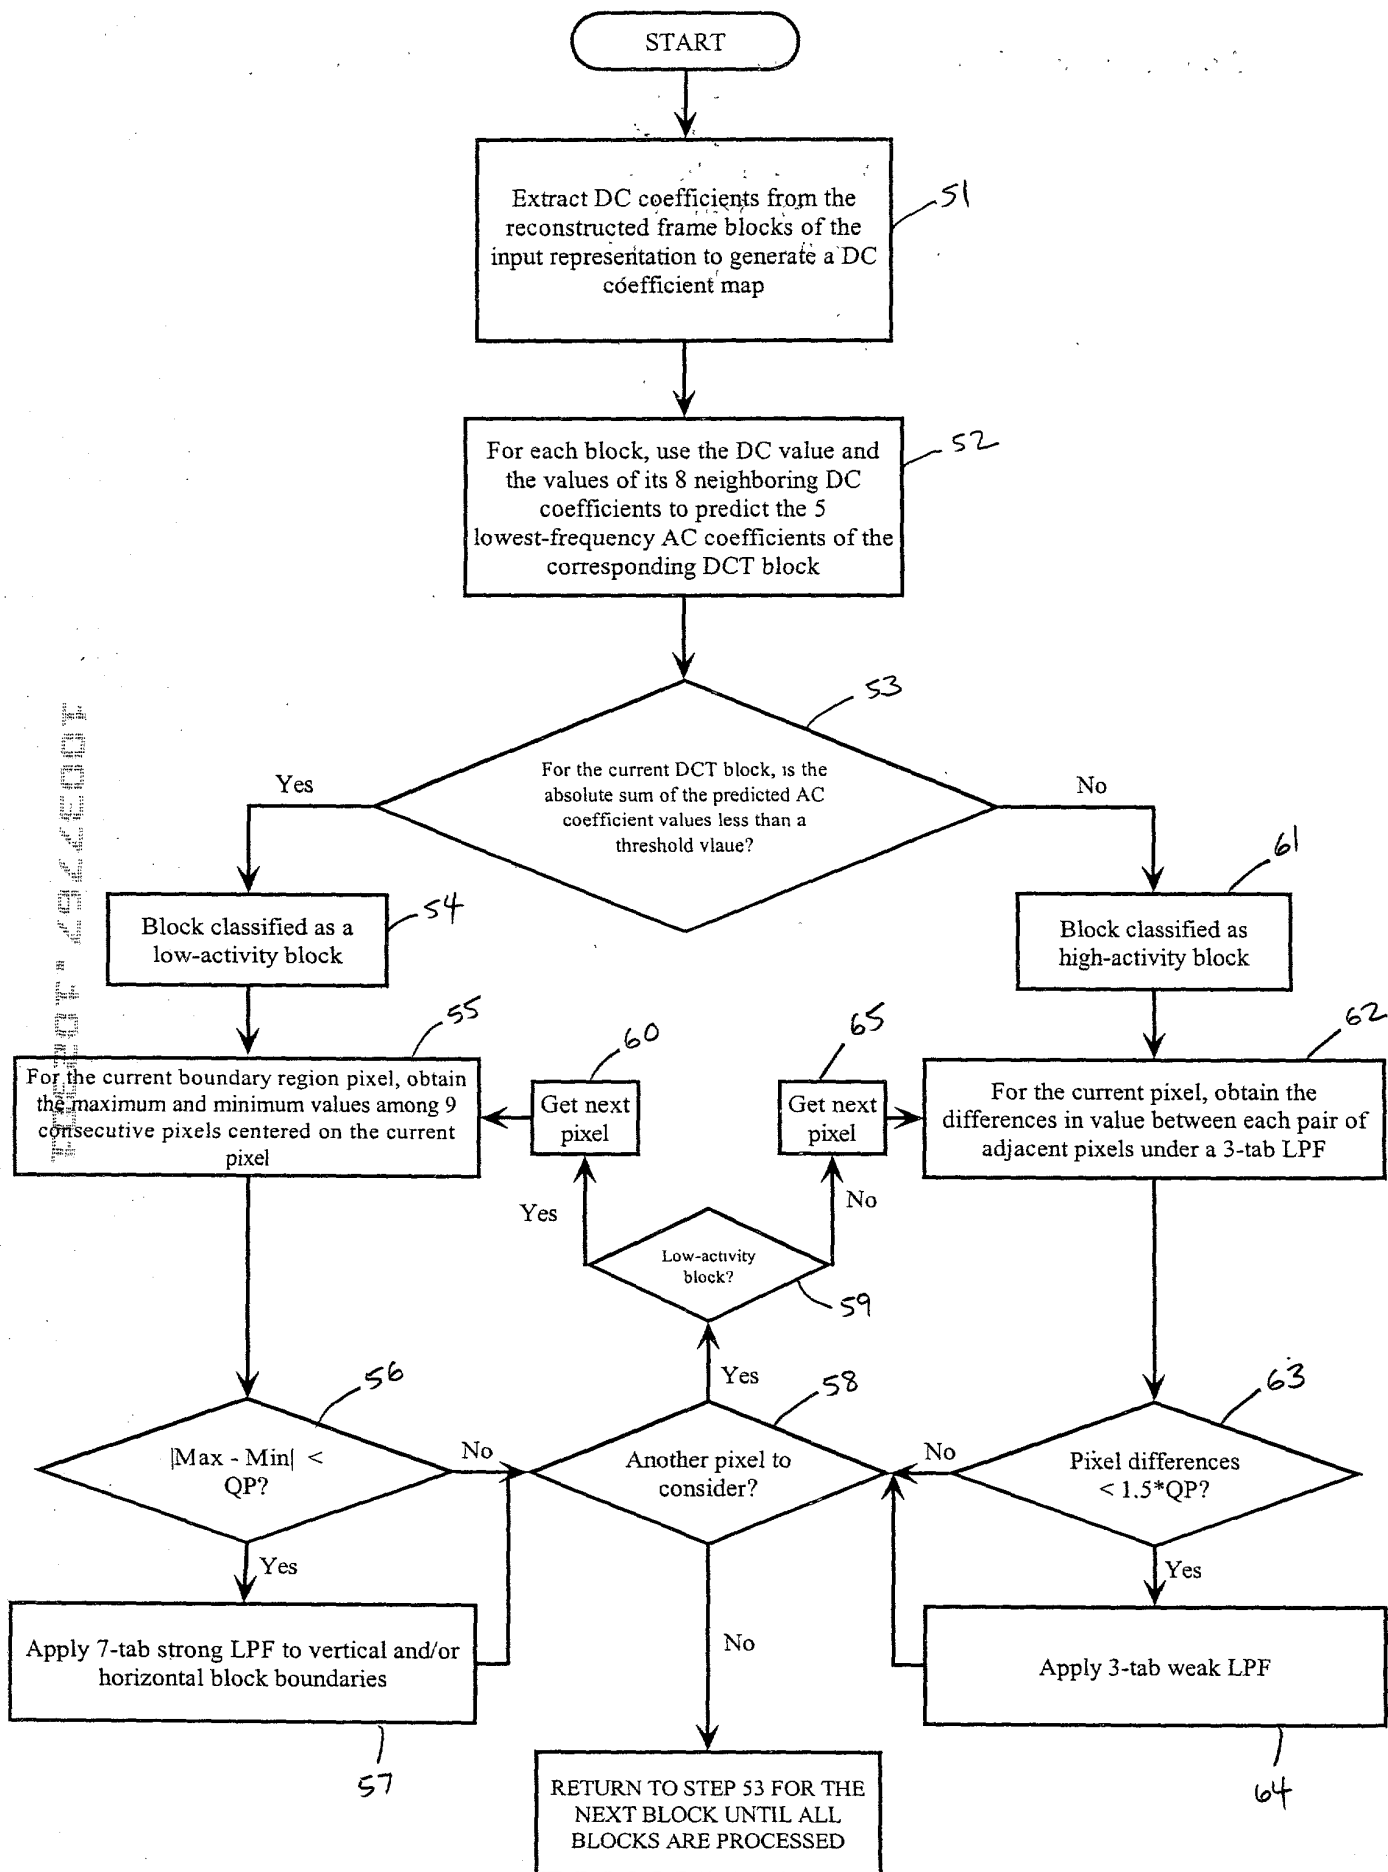 START
Extract DC coefficients from the
reconstructed frame blocks of the
input representation to generate a DC
coefficient map
51
For each block, use the DC value and
the values of its 8 neighboring DC
coefficients to predict the 5
lowest-frequency AC coefficients of the
corresponding DCT block
52
53
For the current DCT block, is the
absolute sum of the predicted AC
coefficient values less than a
threshold vlaue?
Yes
No
Block classified as a
low-activity block
54
61
Block classified as
high-activity block
55
For the current boundary region pixel, obtain
the maximum and minimum values among 9
consecutive pixels centered on the current
pixel
60
Get next
pixel
65
Get next
pixel
62
For the current pixel, obtain the
differences in value between each pair of
adjacent pixels under a 3-tab LPF
Yes
No
Low-activity
block?
59
Yes
56
|Max - Min| <
QP?
No
58
Another pixel to
consider?
No
63
Pixel differences
< 1.5*QP?
Yes
Yes
Apply 7-tab strong LPF to vertical and/or
horizontal block boundaries
57
No
Apply 3-tab weak LPF
64
RETURN TO STEP 53 FOR THE
NEXT BLOCK UNTIL ALL
BLOCKS ARE PROCESSED